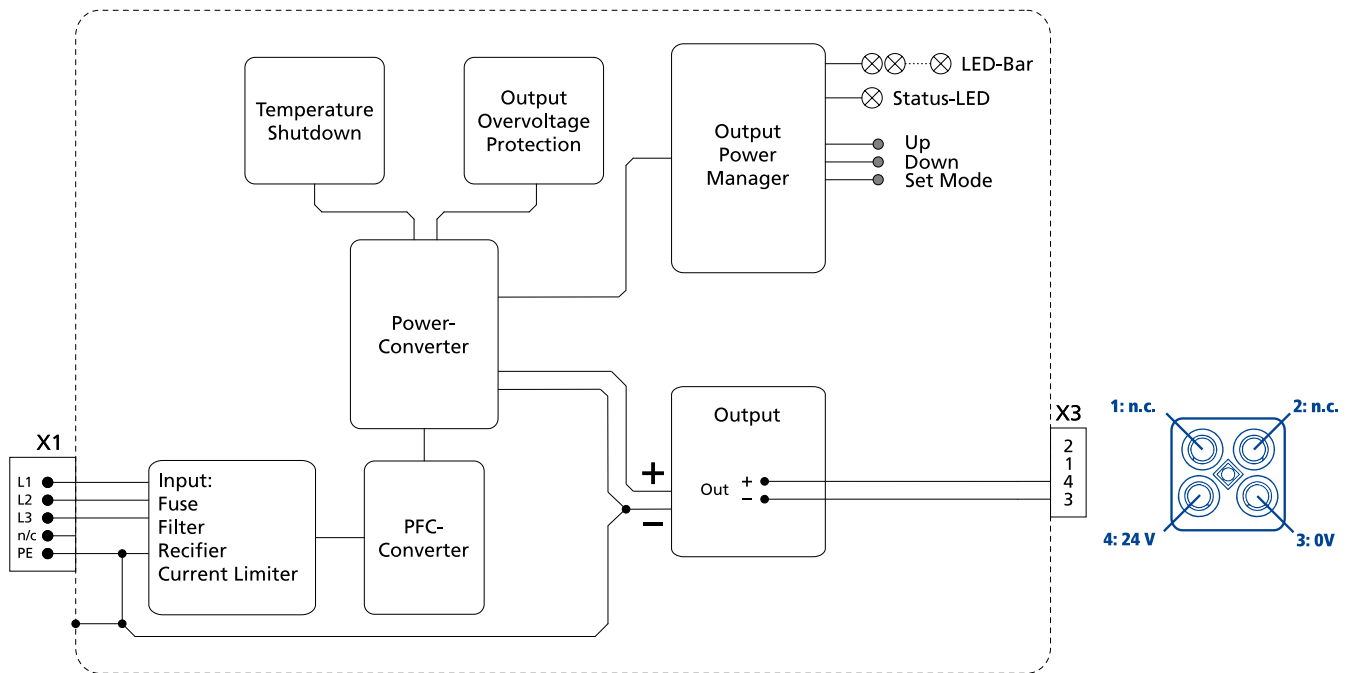 Temperature
Shutdown
Output
Overvoltage
Protection
Output
Power
Manager
LED-Bar
Status-LED
Up
Down
Set Mode
Power-
Converter
X1
L1
L2
L3
n/c
PE
Input:
Fuse
Filter
Rectifier
Current Limiter
PFC-
Converter
+
−
Output
Out + −
X3
2
1
4
3
1: n.c.
2: n.c.
4: 24 V
3: 0V